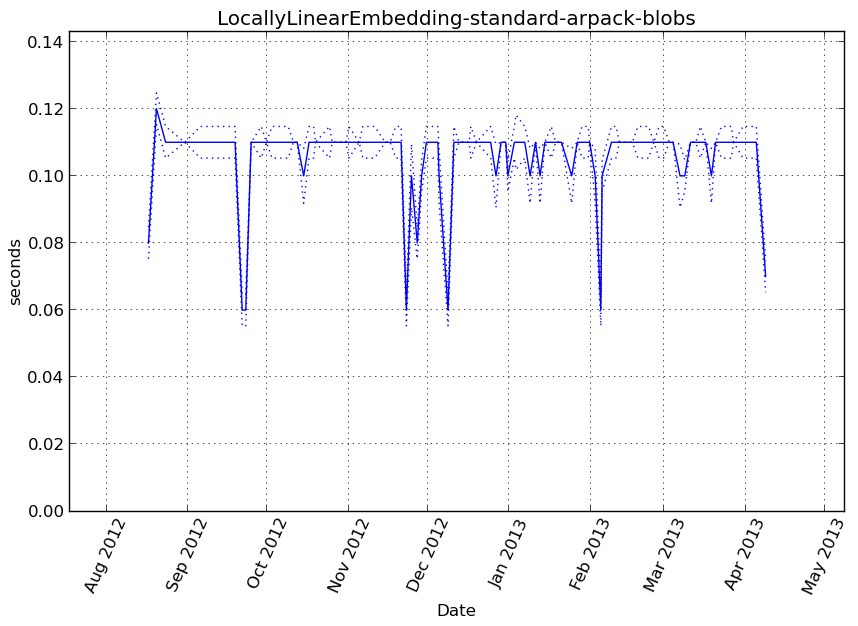 LocallyLinearEmbedding-standard-arpack-blobs
0.14
0.12
0.10
0.08
0.06
0.04
0.02
0.00
seconds
Aug 2012
Sep 2012
Oct 2012
Nov 2012
Dec 2012
Jan 2013
Feb 2013
Mar 2013
Apr 2013
May 2013
Date